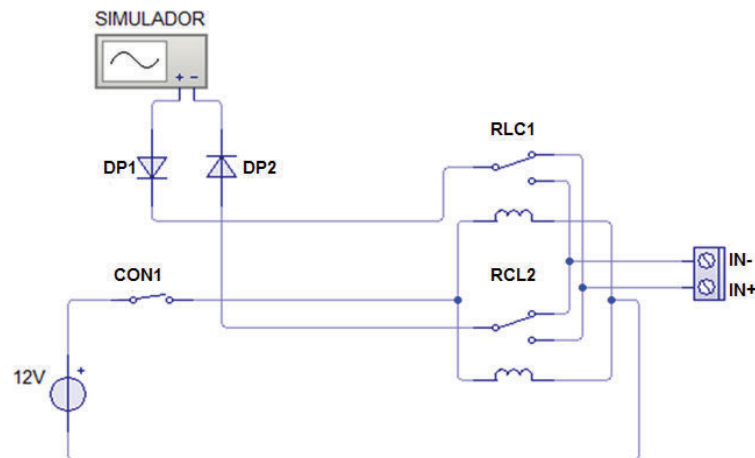 SIMULADOR
+ −
RLC1
DP1
DP2
IN-
CON1
RCL2
IN+
12V
+